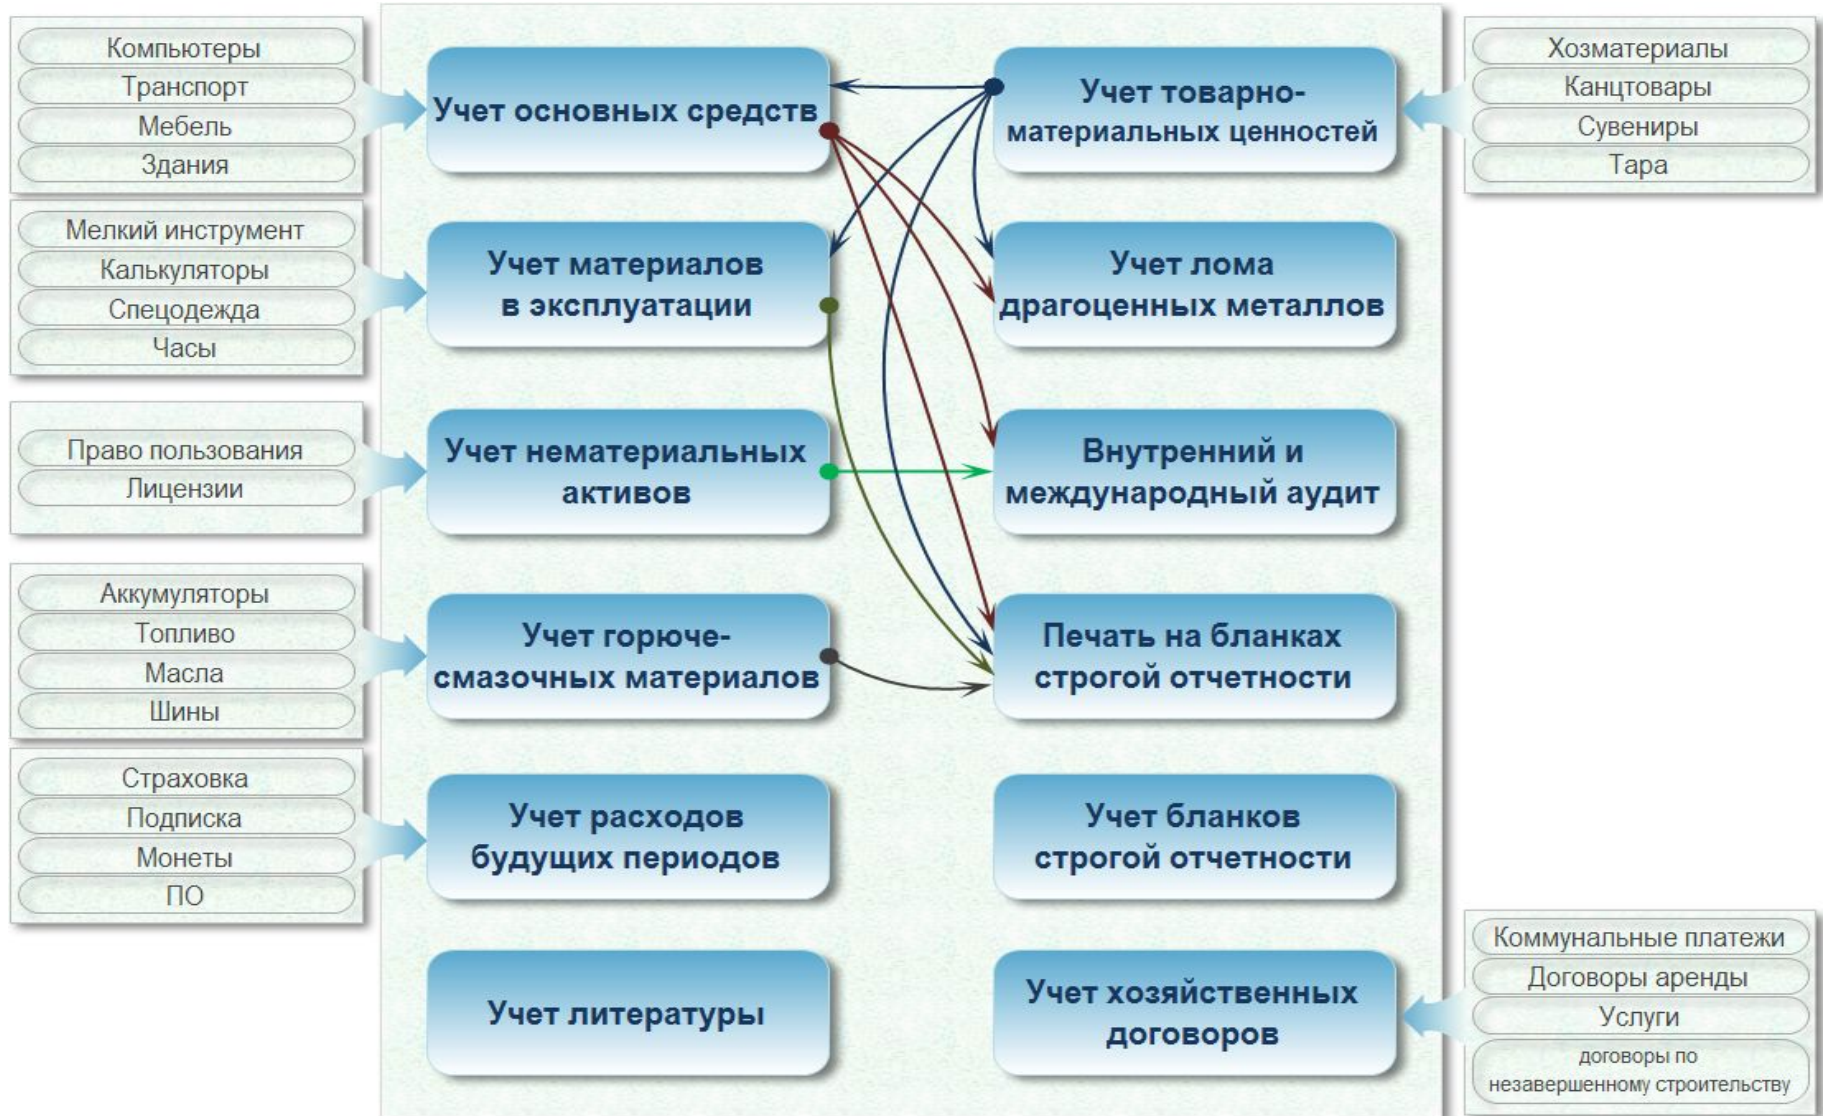 Компьютеры
Транспорт
Мебель
Здания
Мелкий инструмент
Калькуляторы
Спецодежда
Часы
Право пользования
Лицензии
Аккумуляторы
Топливо
Масла
Шины
Страховка
Подписка
Монеты
ПО
Учет основных средств
Учет материалов
в эксплуатации
Учет нематериальных
активов
Учет горюче-
смазочных материалов
Учет расходов
будущих периодов
Учет литературы
Учет товарно-
материальных ценностей
Учет лома
драгоценных металлов
Внутренний и
международный аудит
Печать на бланках
строгой отчетности
Учет бланков
строгой отчетности
Учет хозяйственных
договоров
Хозматериалы
Канцтовары
Сувениры
Тара
Коммунальные платежи
Договоры аренды
Услуги
договоры по
незавершенному строительству